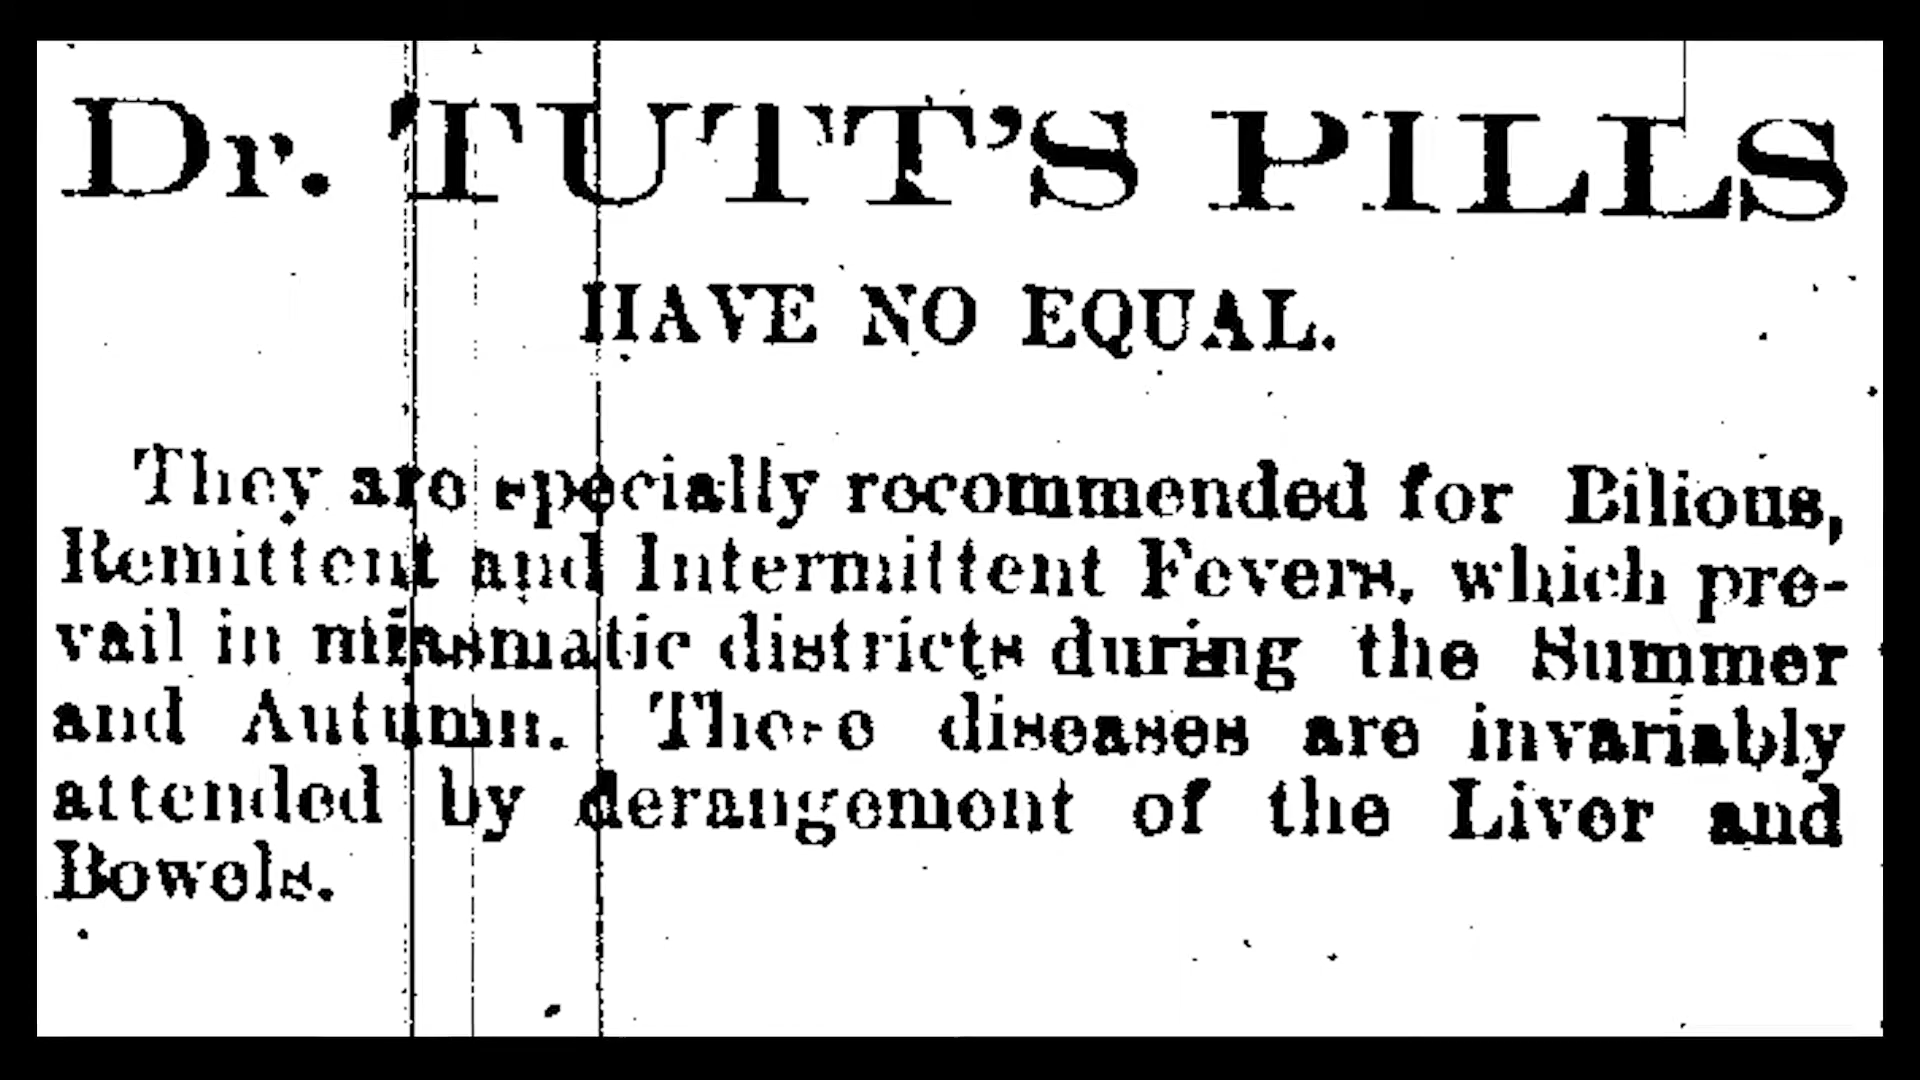 Dr. TUTT'S PILLS
HAVE NO EQUAL.
They are specially recommended for Bilious,
Remittent and Intermittent Fevers, which pre-
vail in miasmatic districts during the Summer
and Autumn. These diseases are invariably
attended by derangement of the Liver and
Bowels.